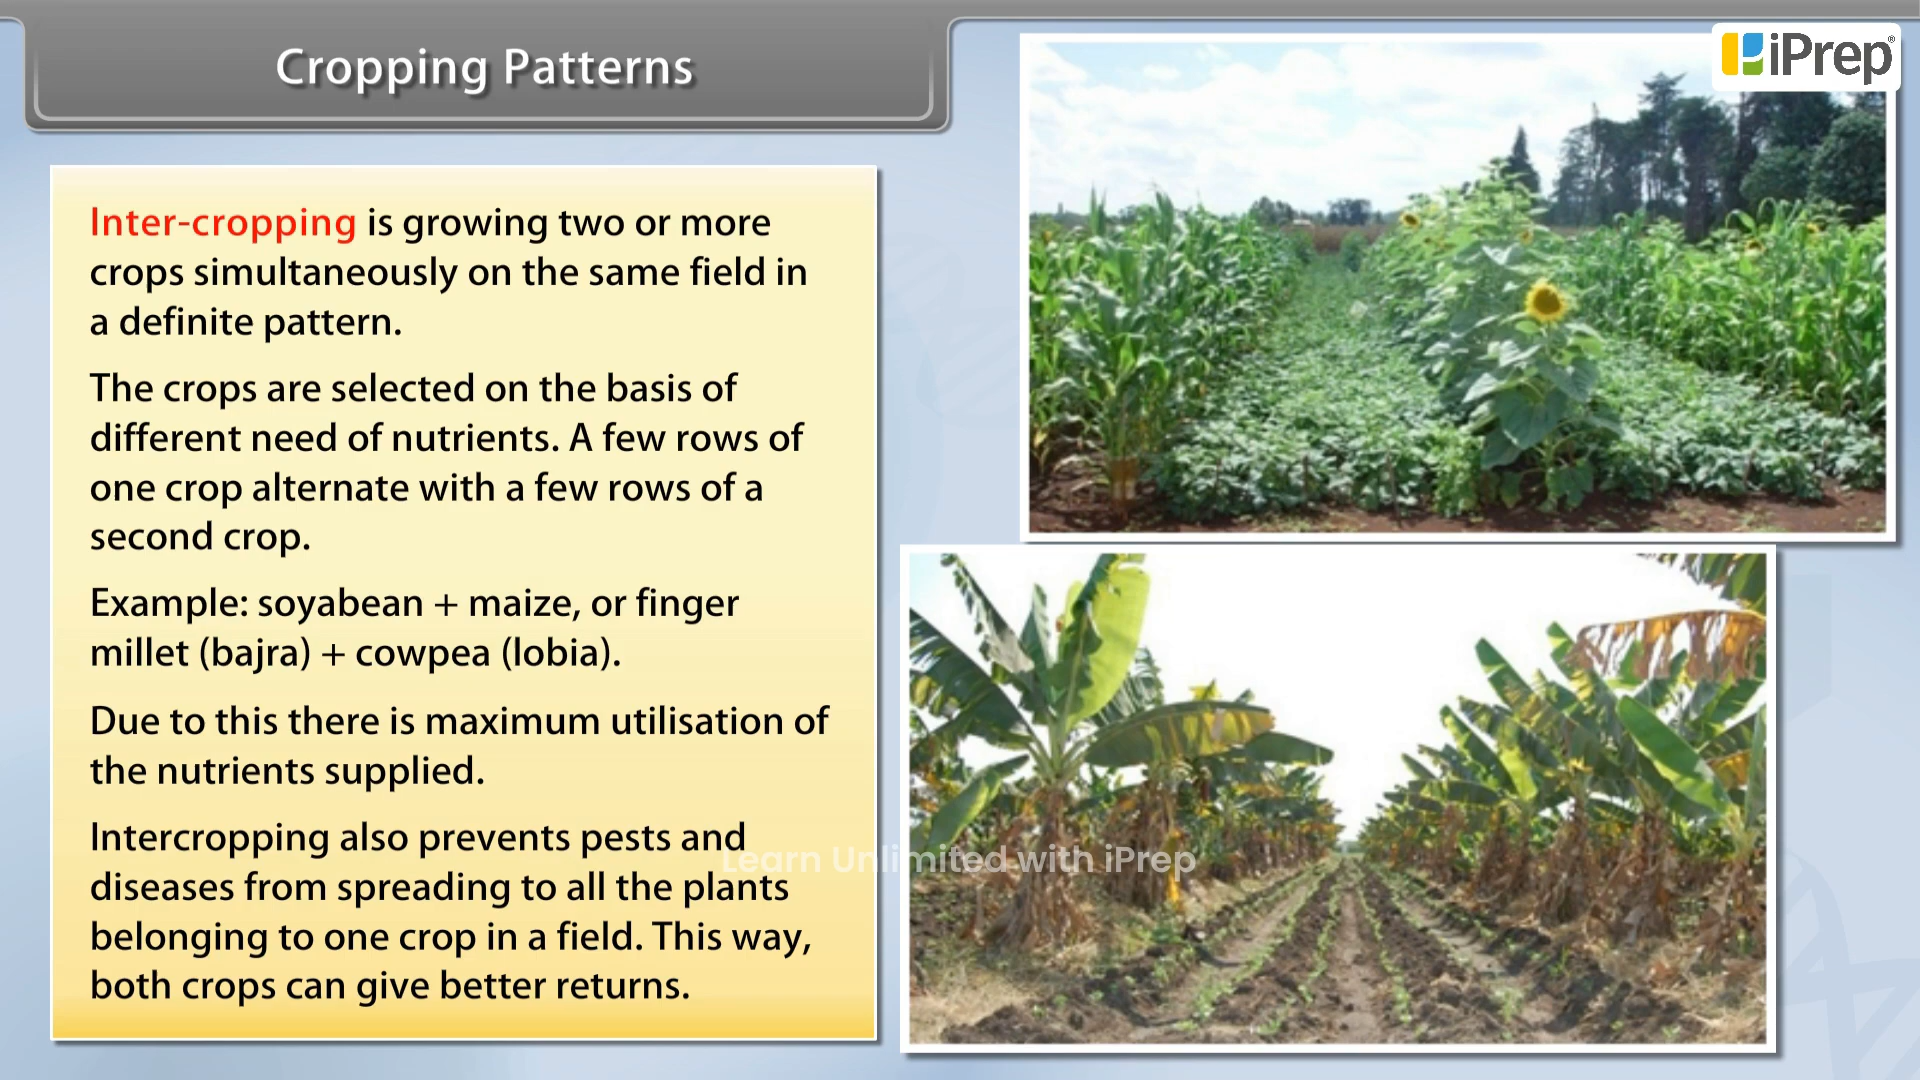 Cropping Patterns
iPrep®
Inter-cropping is growing two or more
crops simultaneously on the same field in
a definite pattern.
The crops are selected on the basis of
different need of nutrients. A few rows of
one crop alternate with a few rows of a
second crop.
Example: soyabean + maize, or finger
millet (bajra) + cowpea (lobia).
Due to this there is maximum utilisation of
the nutrients supplied.
Intercropping also prevents pests and
diseases from spreading to all the plants
belonging to one crop in a field. This way,
both crops can give better returns.
Learn Unlimited with iPrep